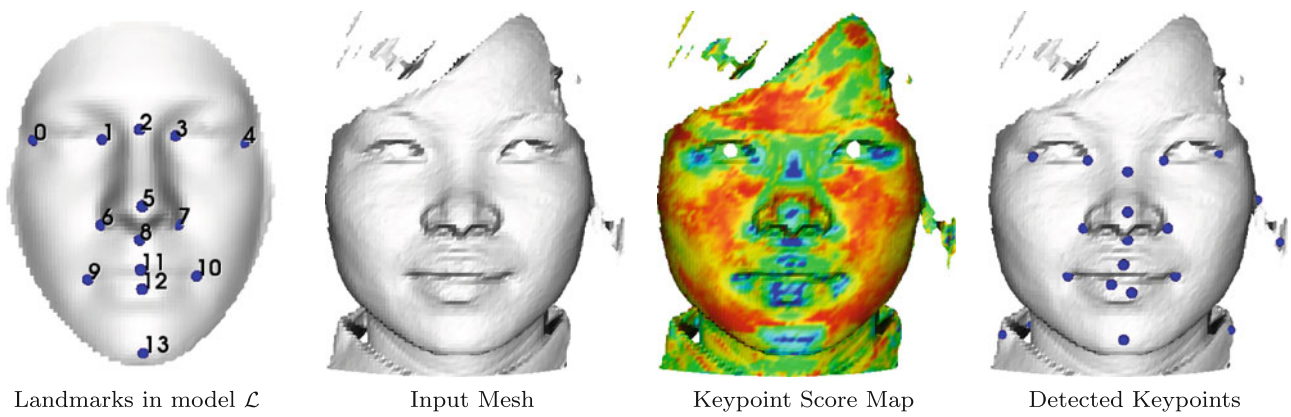 0 1 2 3 4
5
6 7
8
9 11 10
12
13
Landmarks in model ℒ Input Mesh Keypoint Score Map Detected Keypoints